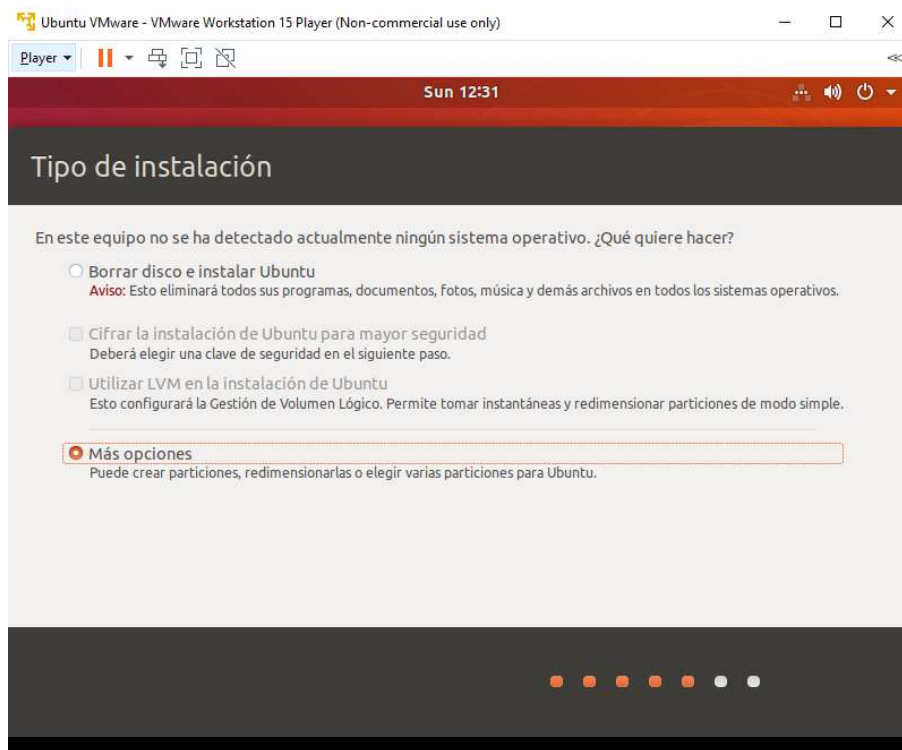 Ubuntu VMware - VMware Workstation 15 Player (Non-commercial use only)
Player
Sun 12:31
Tipo de instalación
En este equipo no se ha detectado actualmente ningún sistema operativo. ¿Qué quiere hacer?
Borrar disco e instalar Ubuntu
Aviso: Esto eliminará todos sus programas, documentos, fotos, música y demás archivos en todos los sistemas operativos.
Cifrar la instalación de Ubuntu para mayor seguridad
Deberá elegir una clave de seguridad en el siguiente paso.
Utilizar LVM en la instalación de Ubuntu
Esto configurará la Gestión de Volumen Lógico. Permite tomar instantáneas y redimensionar particiones de modo simple.
Más opciones
Puede crear particiones, redimensionarlas o elegir varias particiones para Ubuntu.